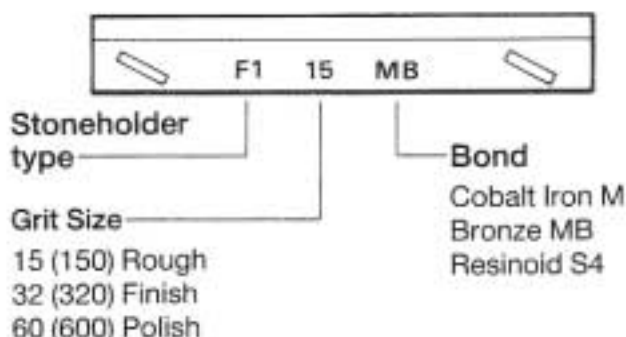 F1 15 MB
Stoneholder
type
Bond
Cobalt Iron M
Bronze MB
Resinoid S4
Grit Size
15 (150) Rough
32 (320) Finish
60 (600) Polish